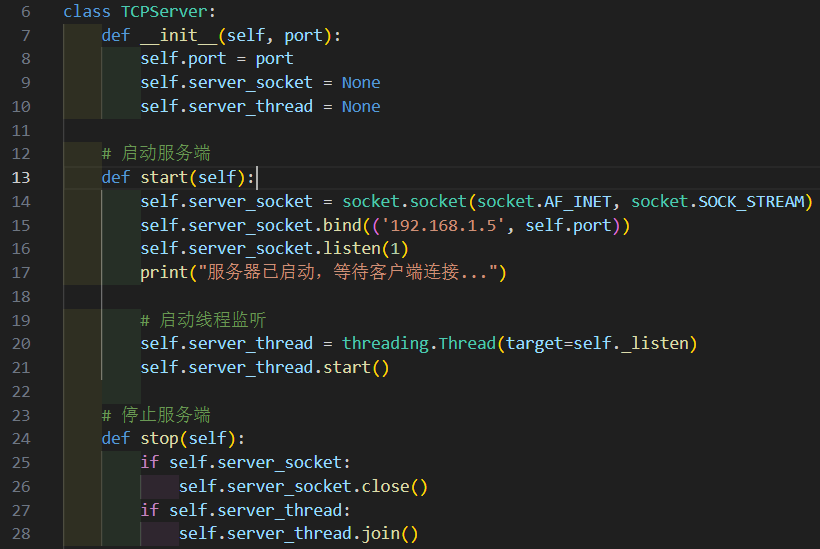 6 class TCPServer:
7     def __init__(self, port):
8         self.port = port
9         self.server_socket = None
10         self.server_thread = None
11
12     # 启动服务端
13     def start(self):
14         self.server_socket = socket.socket(socket.AF_INET, socket.SOCK_STREAM)
15         self.server_socket.bind(('192.168.1.5', self.port))
16         self.server_socket.listen(1)
17         print("服务器已启动，等待客户端连接...")
18
19         # 启动线程监听
20         self.server_thread = threading.Thread(target=self._listen)
21         self.server_thread.start()
22
23     # 停止服务端
24     def stop(self):
25         if self.server_socket:
26             self.server_socket.close()
27         if self.server_thread:
28             self.server_thread.join()